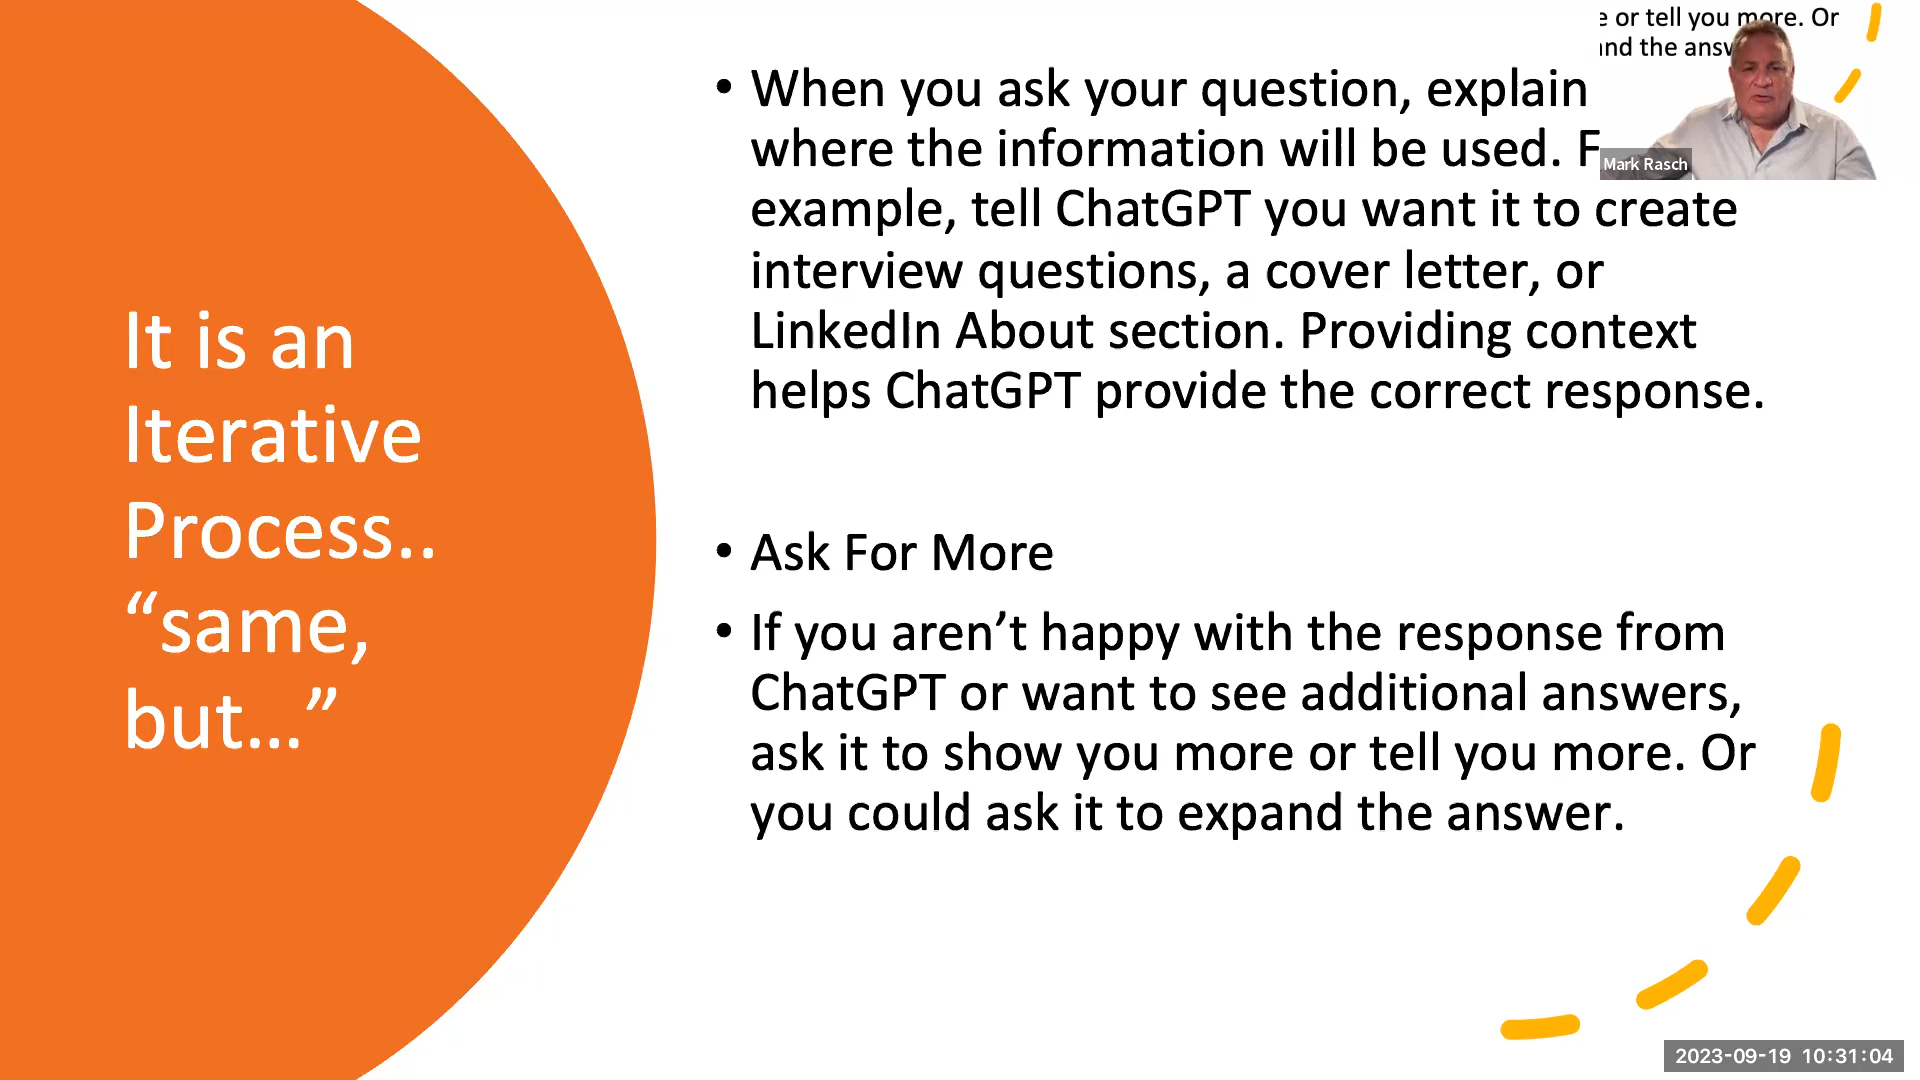 It is an
Iterative
Process..
“same,
but…”
• When you ask your question, explain
where the information will be used. F
example, tell ChatGPT you want it to create
interview questions, a cover letter, or
LinkedIn About section. Providing context
helps ChatGPT provide the correct response.
• Ask For More
• If you aren’t happy with the response from
ChatGPT or want to see additional answers,
ask it to show you more or tell you more. Or
you could ask it to expand the answer.
e or tell you more. Or
and the answ
Mark Rasch
2023-09-19 10:31:04